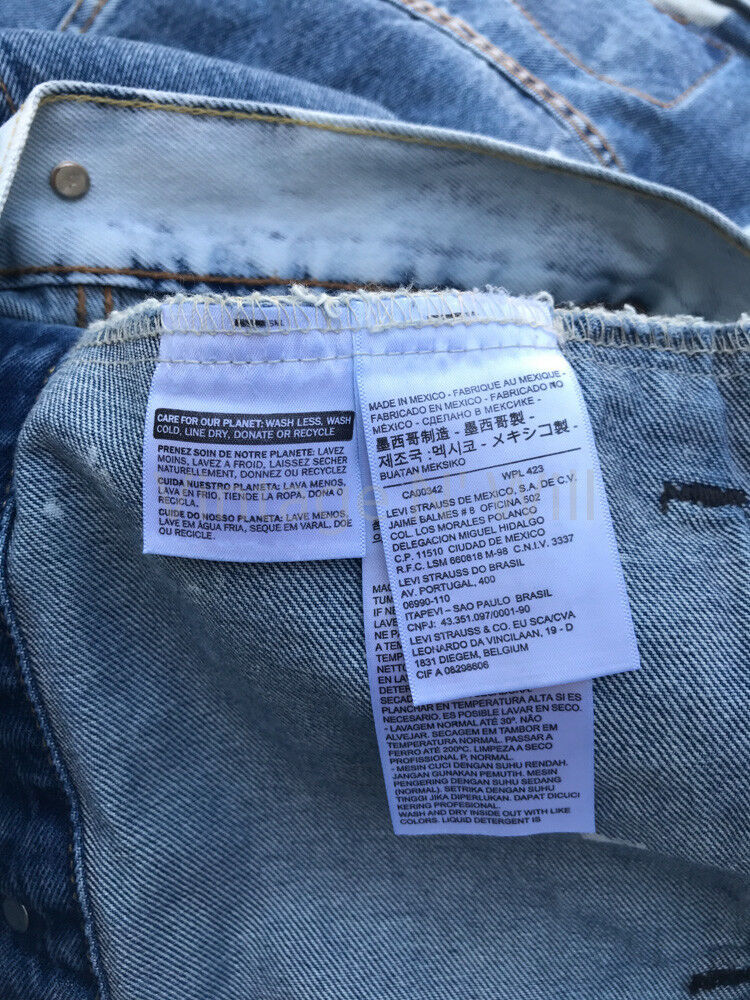 CARE FOR OUR PLANET: WASH LESS, WASH
COLD, LINE DRY, DONATE OR RECYCLE
PRENEZ SOIN DE NOTRE PLANETE: LAVEZ
MOINS, LAVEZ A FROID, LAISSEZ SECHER
NATURELLEMENT, DONNEZ OU RECYCLEZ
CUIDA NUESTRO PLANETA: LAVA MENOS,
LAVA EN FRIO, TIENDE LA ROPA, DONA O
RECICLA.
CUIDE DO NOSSO PLANETA: LAVE MENOS,
LAVE EM ÁGUA FRIA, SEQUE EM VARAL, DOE
OU RECICLE.
MADE IN MEXICO - FABRIQUE AU MEXIQUE -
FABRICADO EN MEXICO - FABRICADO NO
MÉXICO - СДЕЛАНО В МЕКСИКЕ -
墨西哥制造 - 墨西哥製 -
제조국 : 멕시코 - メキシコ製 -
BUATAN MEKSIKO
CA00342 WPL 423
LEVI STRAUSS DE MEXICO, S.A. DE C.V.
JAIME BALMES # 8 OFICINA 502
COL. LOS MORALES POLANCO
DELEGACION MIGUEL HIDALGO
C.P. 11510 CIUDAD DE MEXICO
R.F.C. LSM 660818 M-98 C.N.I.V. 3337
LEVI STRAUSS DO BRASIL
AV. PORTUGAL, 400
06990-110
ITAPEVI - SAO PAULO BRASIL
CNPJ: 43.351.097/0001-90
LEVI STRAUSS & CO. EU SCA/CVA
LEONARDO DA VINCILAAN, 19 - D
1831 DIEGEM, BELGIUM
CIF A 08298806
PLANCHAR EN TEMPERATURA ALTA SI ES
NECESARIO. ES POSIBLE LAVAR EN SECO.
- LAVAGEM NORMAL ATÉ 30º. NÃO
ALVEJAR. SECAGEM EM TAMBOR EM
TEMPERATURA NORMAL. PASSAR A
FERRO ATÉ 200ºC. LIMPEZA A SECO
PROFISSIONAL P, NORMAL.
- MESIN CUCI DENGAN SUHU RENDAH.
JANGAN GUNAKAN PEMUTIH. MESIN
PENGERING DENGAN SUHU SEDANG
(NORMAL). SETRIKA DENGAN SUHU
TINGGI JIKA DIPERLUKAN. DAPAT DICUCI
KERING PROFESIONAL.
WASH AND DRY INSIDE OUT WITH LIKE
COLORS. LIQUID DETERGENT IS